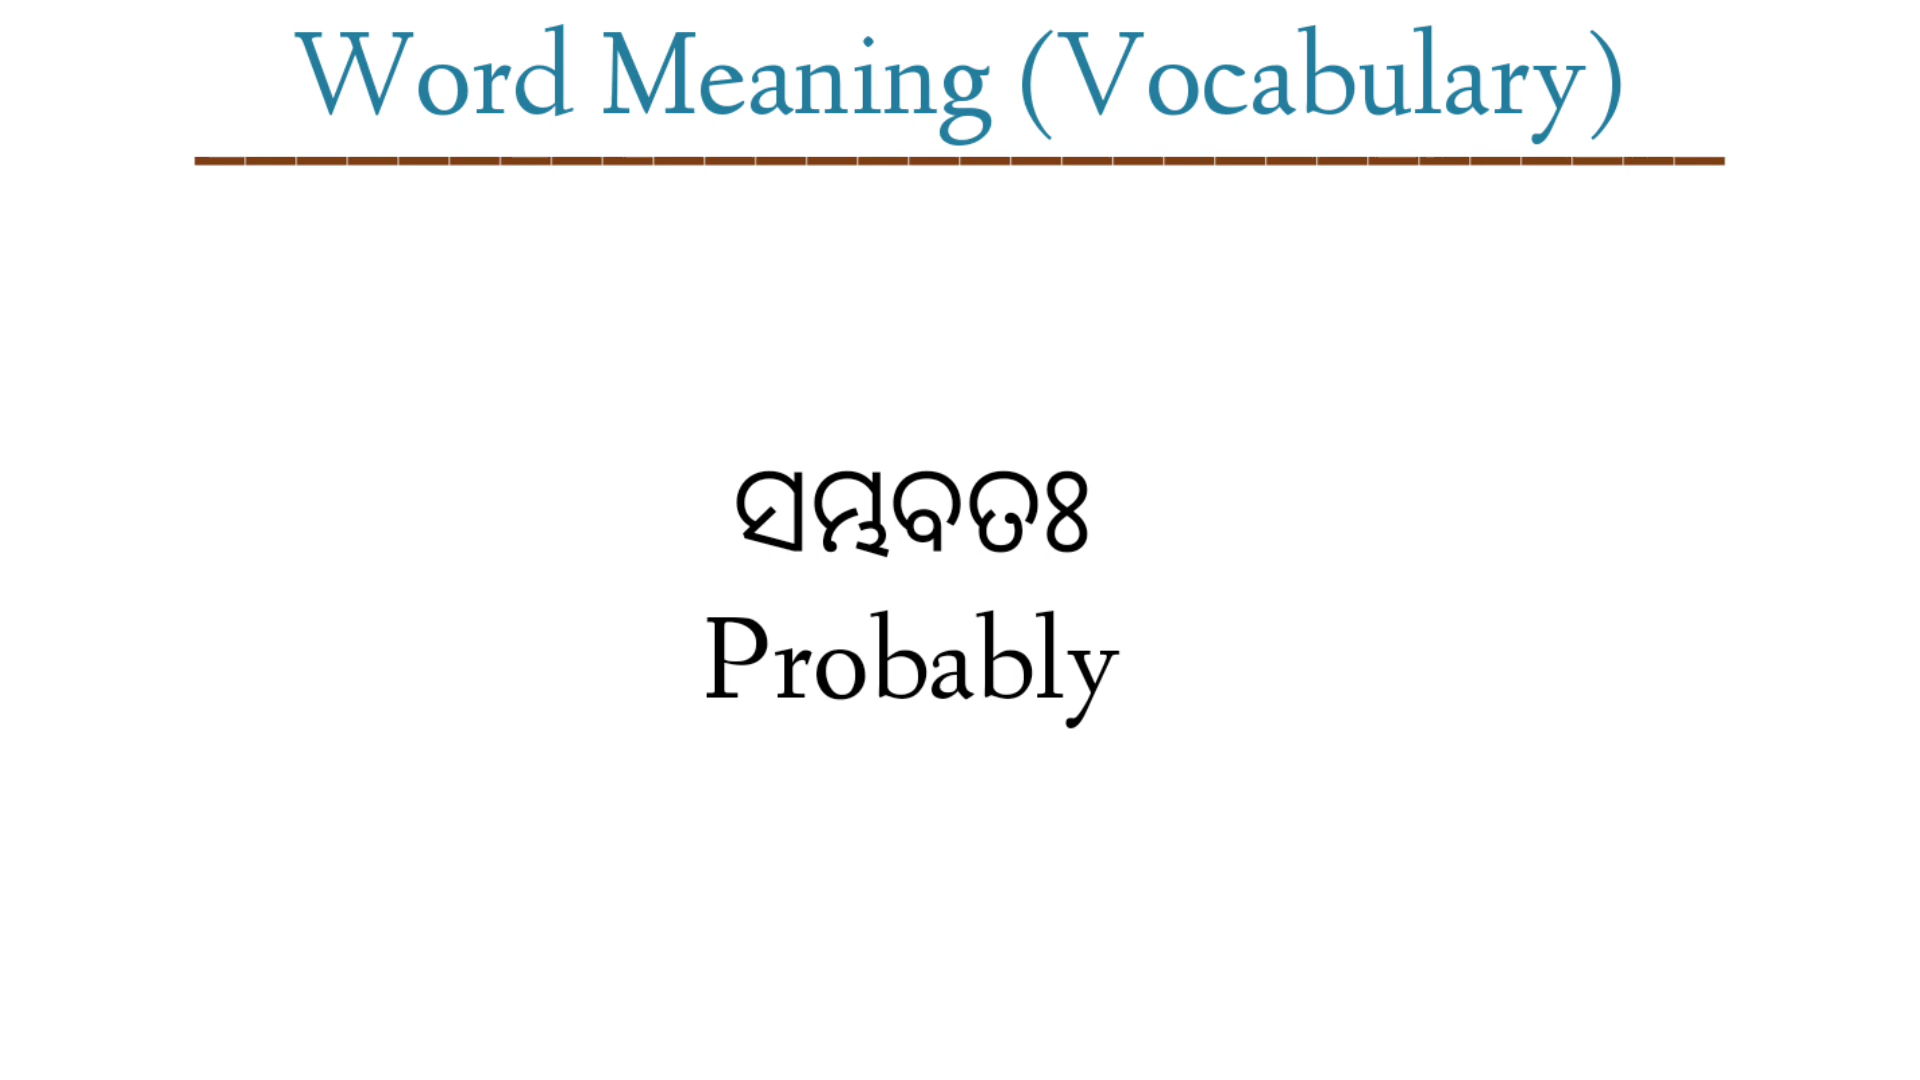 Word Meaning (Vocabulary)
ସମ୍ଭବତଃ
Probably